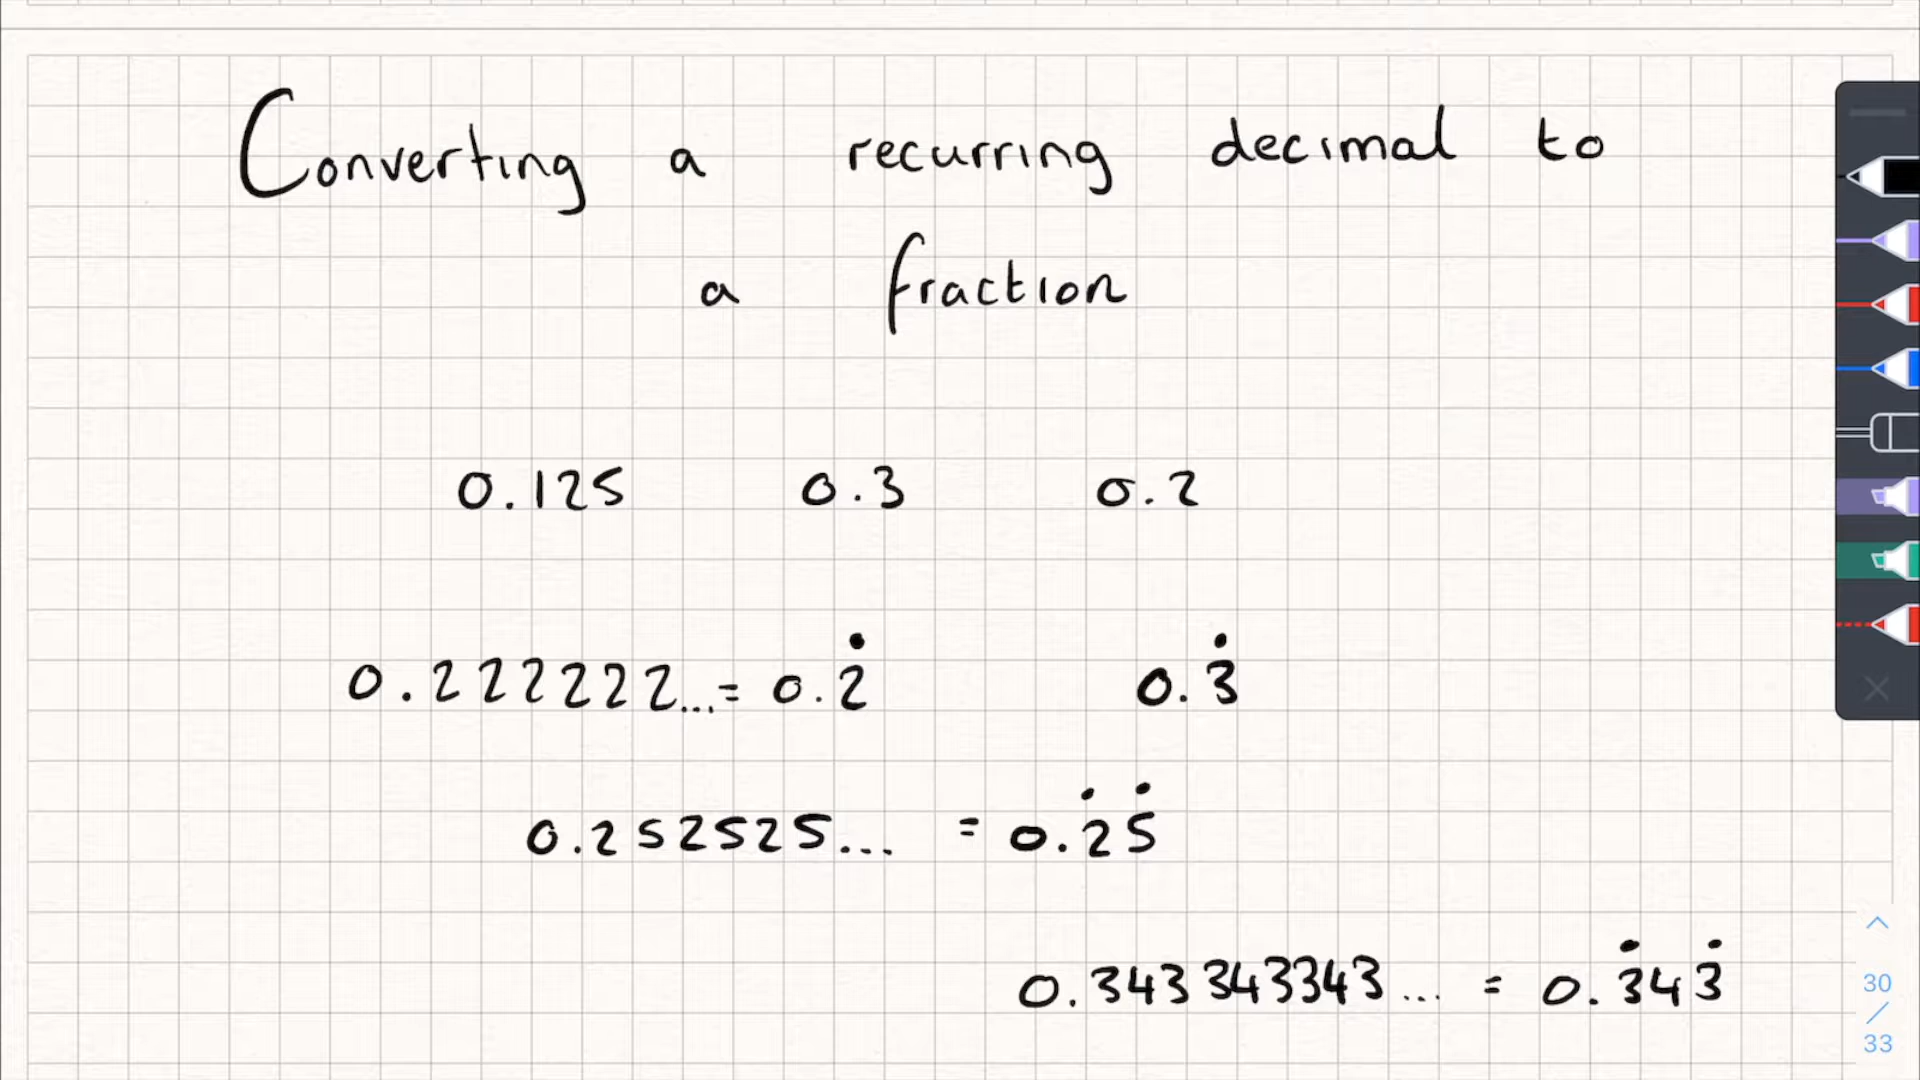 Converting a recurring decimal to
a fraction
0.125 0.3 0.2
0.222222... = 0.2̇ 0.3̇
0.252525... = 0.2̇5̇
0.343343343... = 0.3̇43̇
30
/
33